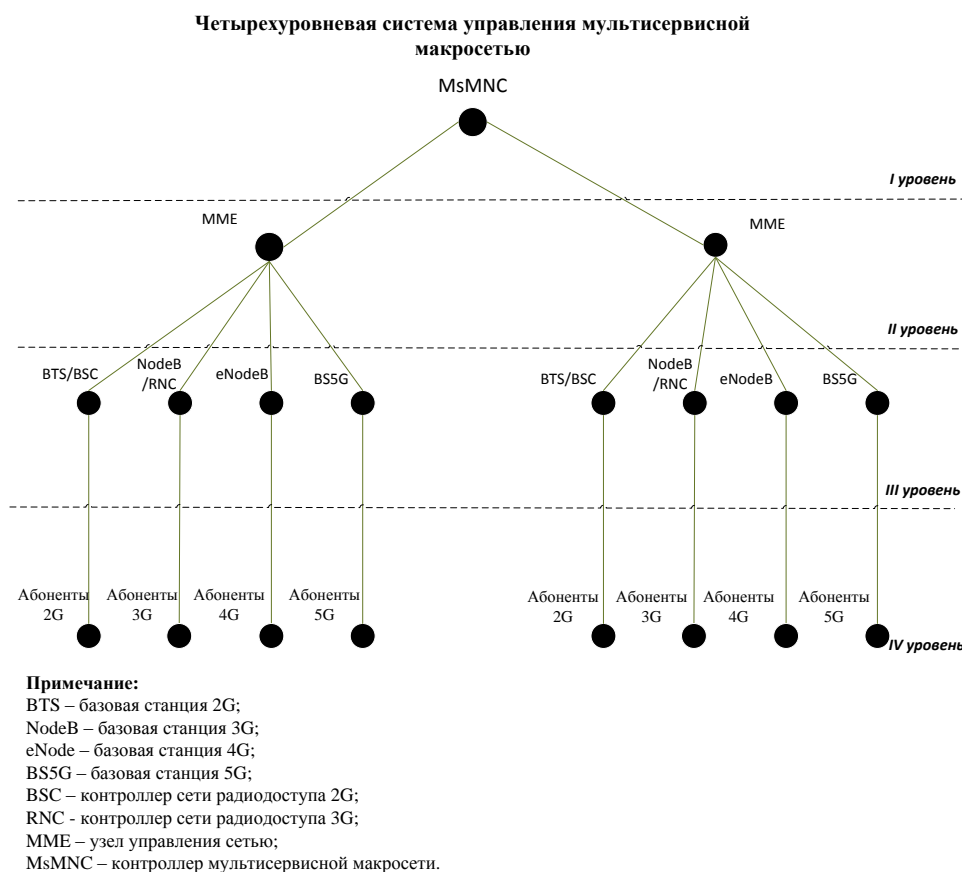 Четырехуровневая система управления мультисервисной
макросетью
MsMNC
I уровень
MME
MME
II уровень
BTS/BSC
NodeB
/RNC
eNodeB
BS5G
BTS/BSC
NodeB
/RNC
eNodeB
BS5G
III уровень
Абоненты
2G
Абоненты
3G
Абоненты
4G
Абоненты
5G
Абоненты
2G
Абоненты
3G
Абоненты
4G
Абоненты
5G
IV уровень
Примечание:
BTS – базовая станция 2G;
NodeB – базовая станция 3G;
eNode – базовая станция 4G;
BS5G – базовая станция 5G;
BSC – контроллер сети радиодоступа 2G;
RNC - контроллер сети радиодоступа 3G;
MME – узел управления сетью;
MsMNC – контроллер мультисервисной макросети.